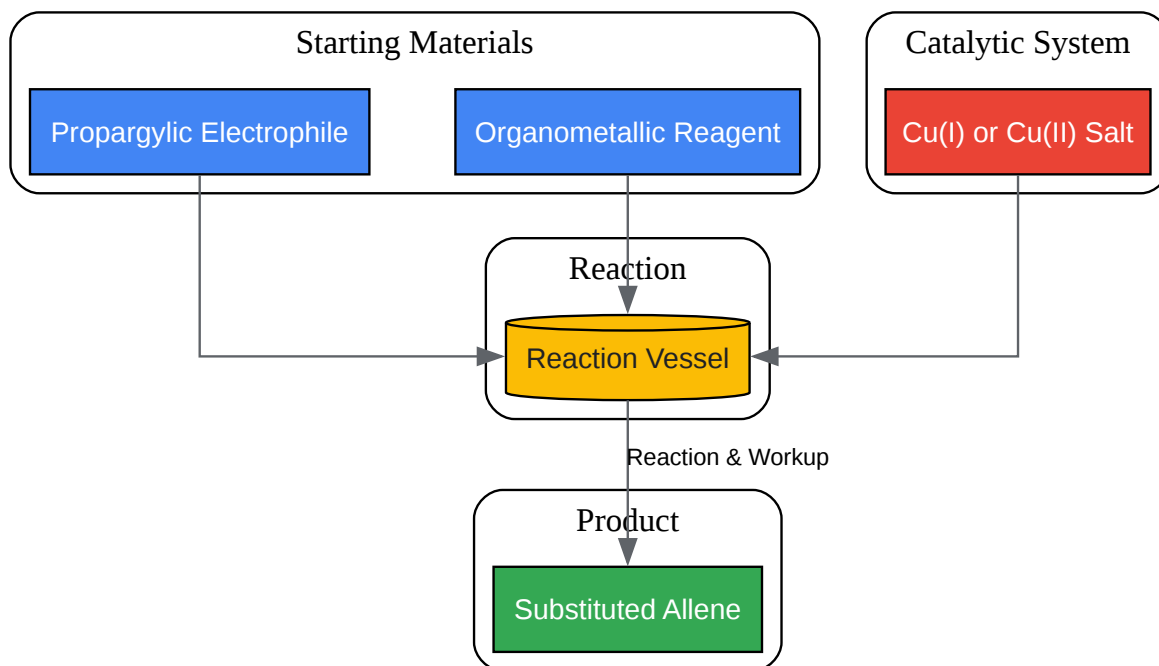 Starting Materials
Catalytic System
Propargylic Electrophile
Organometallic Reagent
Cu(I) or Cu(II) Salt
Reaction
Reaction Vessel
Reaction & Workup
Product
Substituted Allene